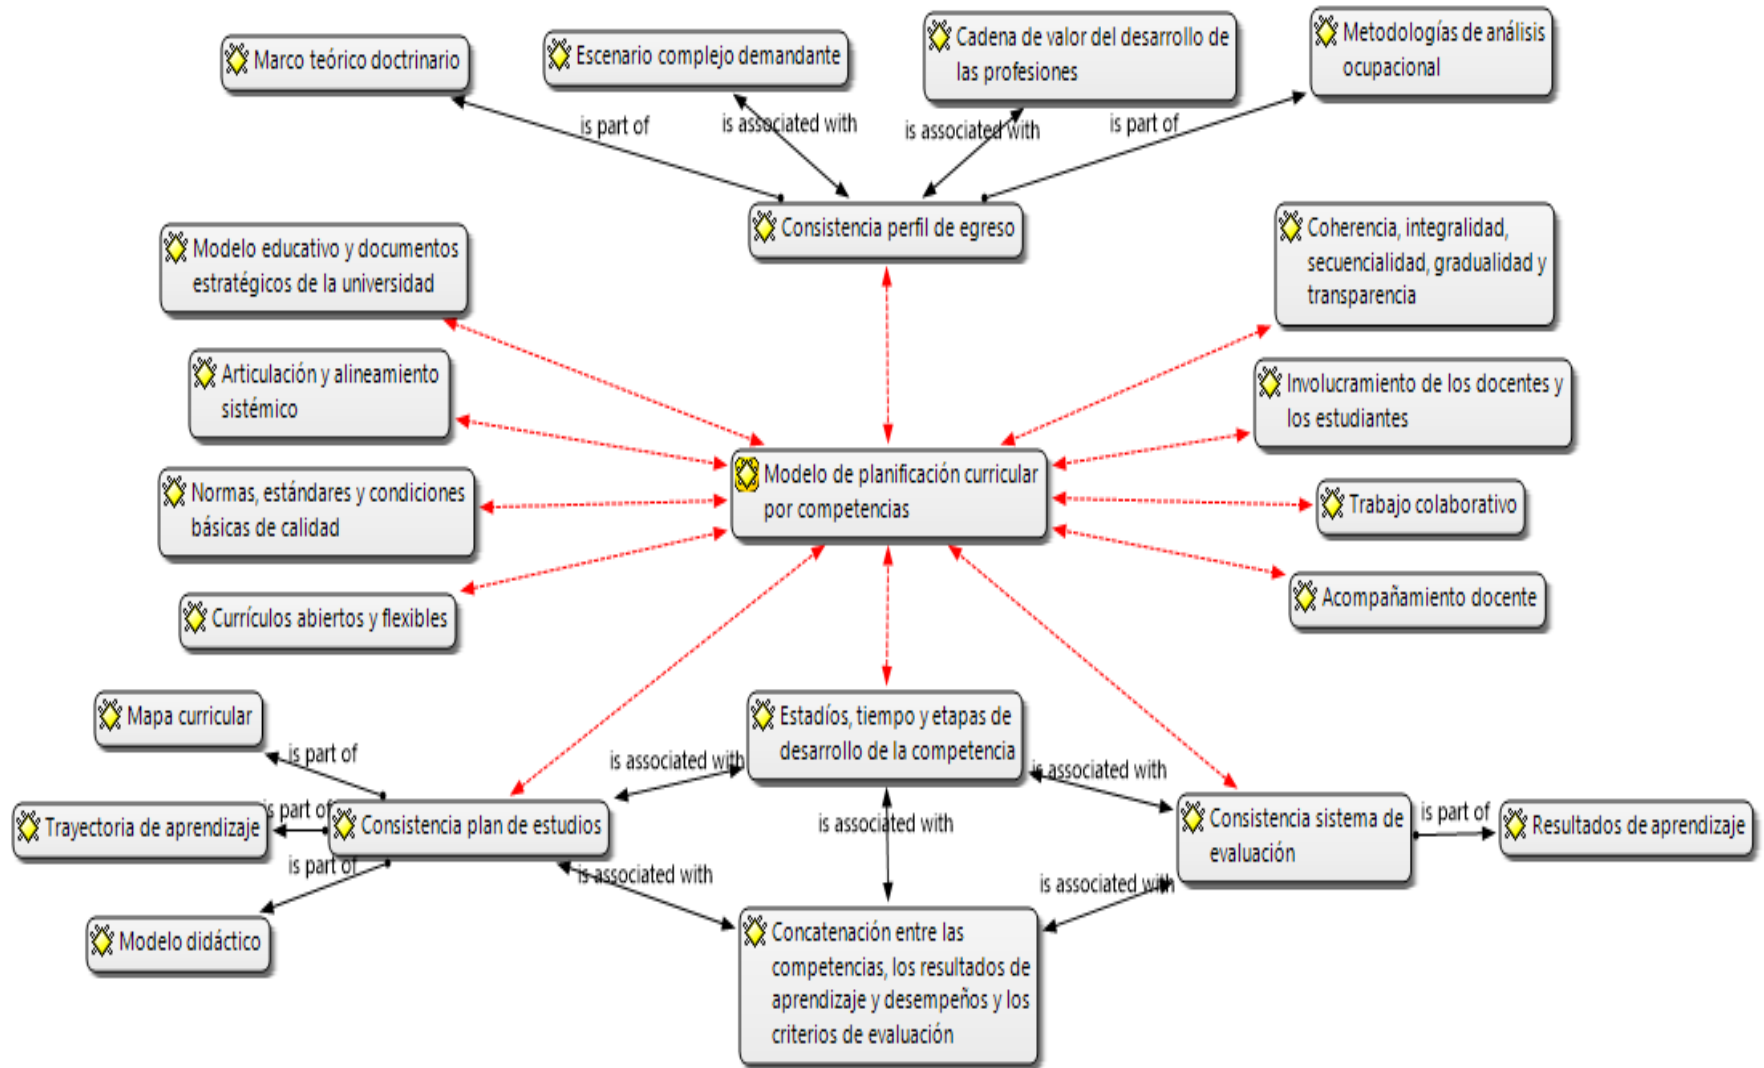 Marco teórico doctrinario
Escenario complejo demandante
Cadena de valor del desarrollo de
las profesiones
Metodologías de análisis
ocupacional
is part of
is associated with
is associated with
is part of
Consistencia perfil de egreso
Modelo educativo y documentos
estratégicos de la universidad
Coherencia, integralidad,
secuencialidad, gradualidad y
transparencia
Articulación y alineamiento
sistémico
Involucramiento de los docentes y
los estudiantes
Normas, estándares y condiciones
básicas de calidad
Modelo de planificación curricular
por competencias
Trabajo colaborativo
Currículos abiertos y flexibles
Acompañamiento docente
Mapa curricular
is part of
Estadíos, tiempo y etapas de
desarrollo de la competencia
is associated with
is associated with
Trayectoria de aprendizaje
is part of
Consistencia plan de estudios
is associated with
Consistencia sistema de
evaluación
is part of
Resultados de aprendizaje
is part of
is associated with
is associated with
Modelo didáctico
Concatenación entre las
competencias, los resultados de
aprendizaje y desempeños y los
criterios de evaluación